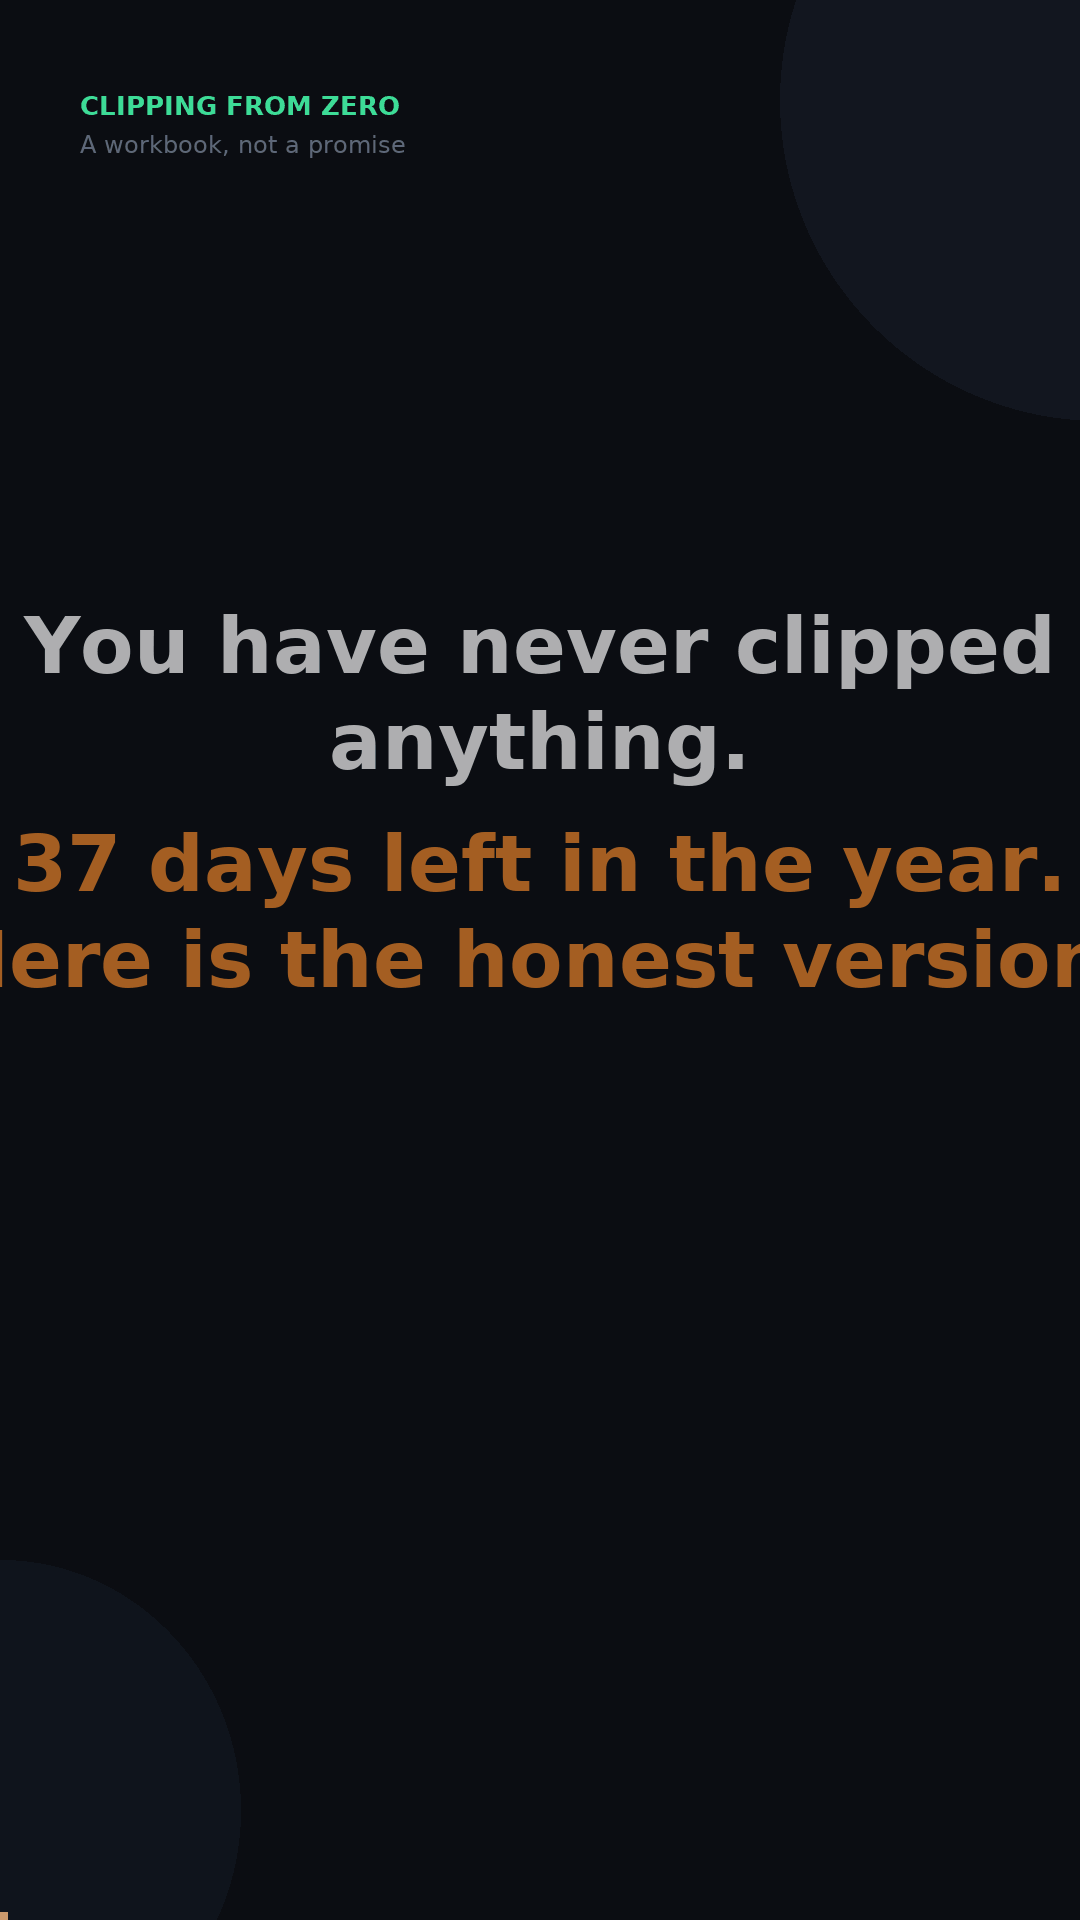 CLIPPING FROM ZERO
A workbook, not a promise
You have never clipped
anything.
37 days left in the year.
is the honest